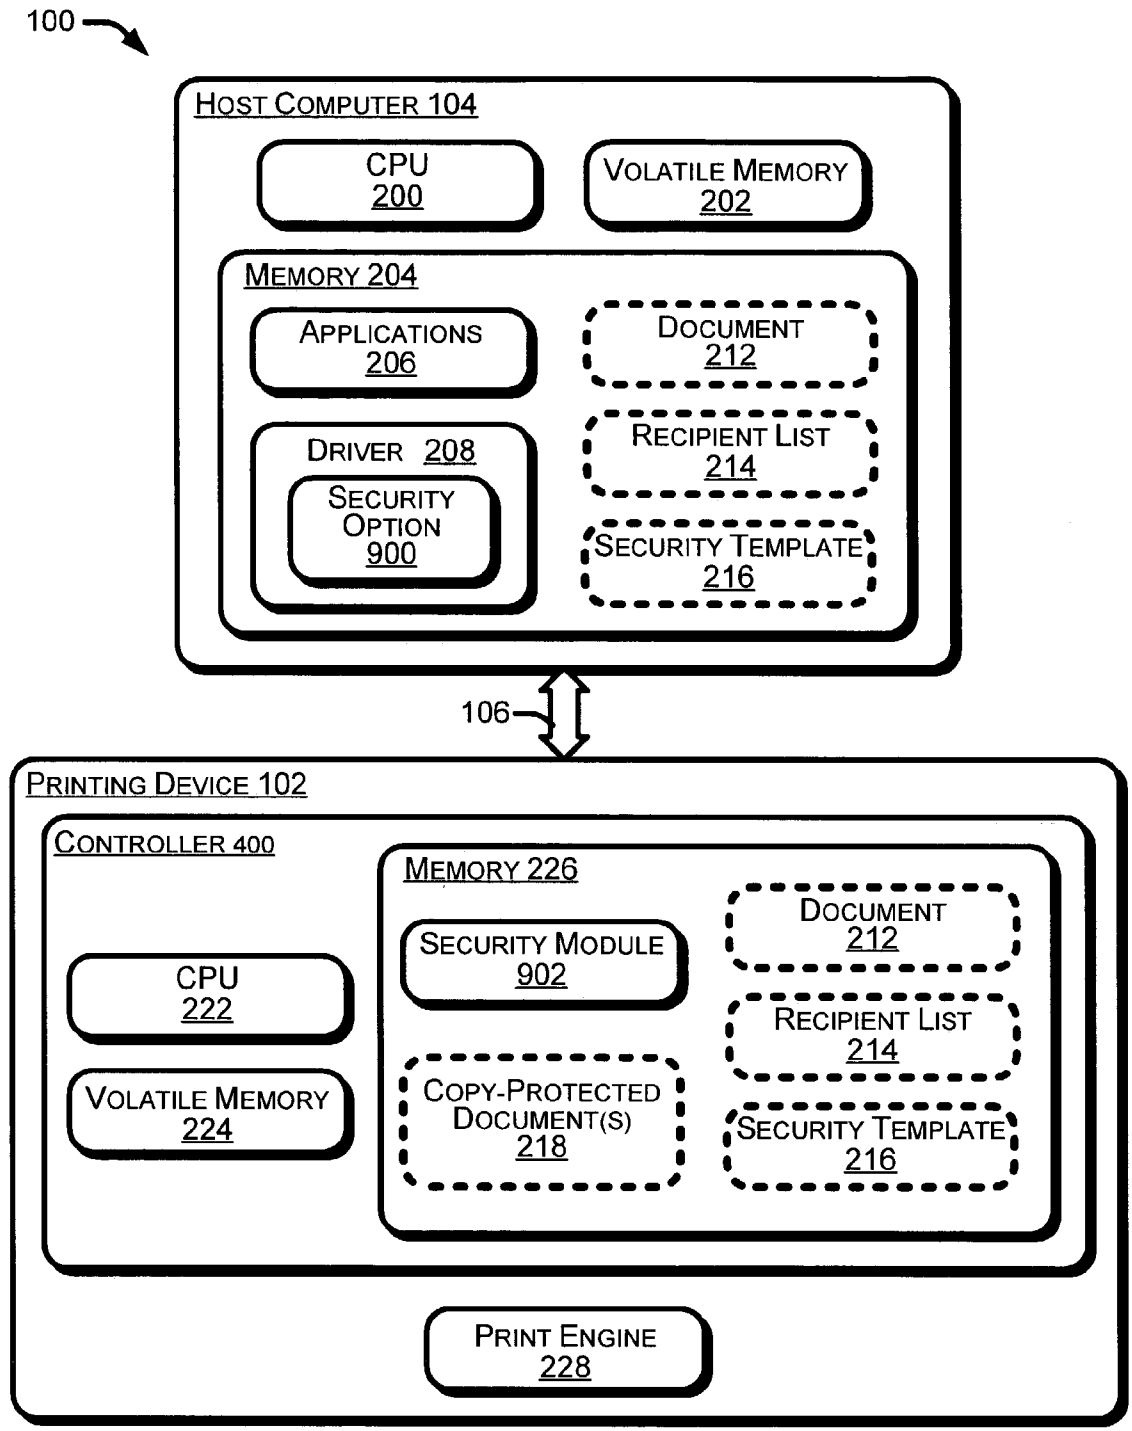 100
HOST COMPUTER 104
CPU
200
VOLATILE MEMORY
202
MEMORY 204
APPLICATIONS
206
DOCUMENT
212
DRIVER 208
SECURITY
OPTION
900
RECIPIENT LIST
214
SECURITY TEMPLATE
216
106
PRINTING DEVICE 102
CONTROLLER 400
MEMORY 226
CPU
222
VOLATILE MEMORY
224
SECURITY MODULE
902
COPY-PROTECTED
DOCUMENT(S)
218
DOCUMENT
212
RECIPIENT LIST
214
SECURITY TEMPLATE
216
PRINT ENGINE
228